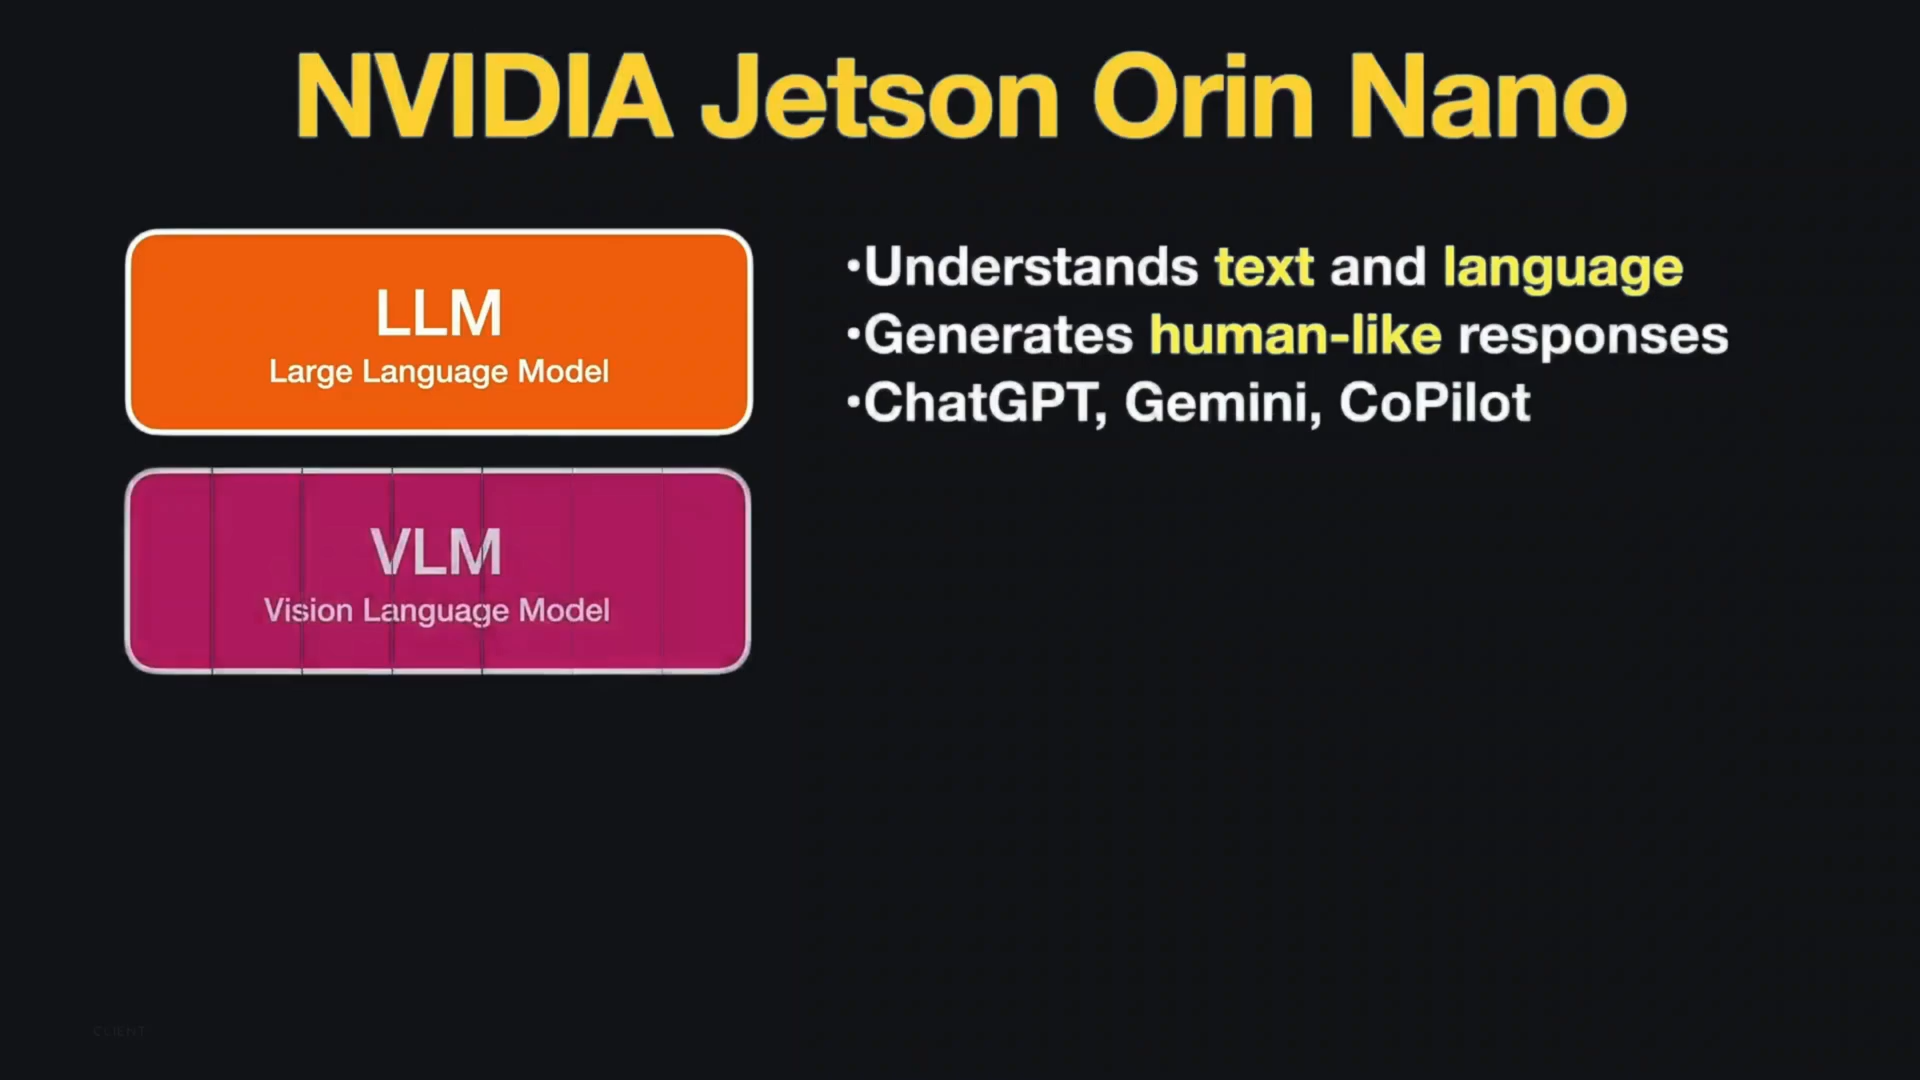 NVIDIA Jetson Orin Nano
LLM
Large Language Model
•Understands text and language
•Generates human-like responses
•ChatGPT, Gemini, CoPilot
VLM
Vision Language Model
CLIENT